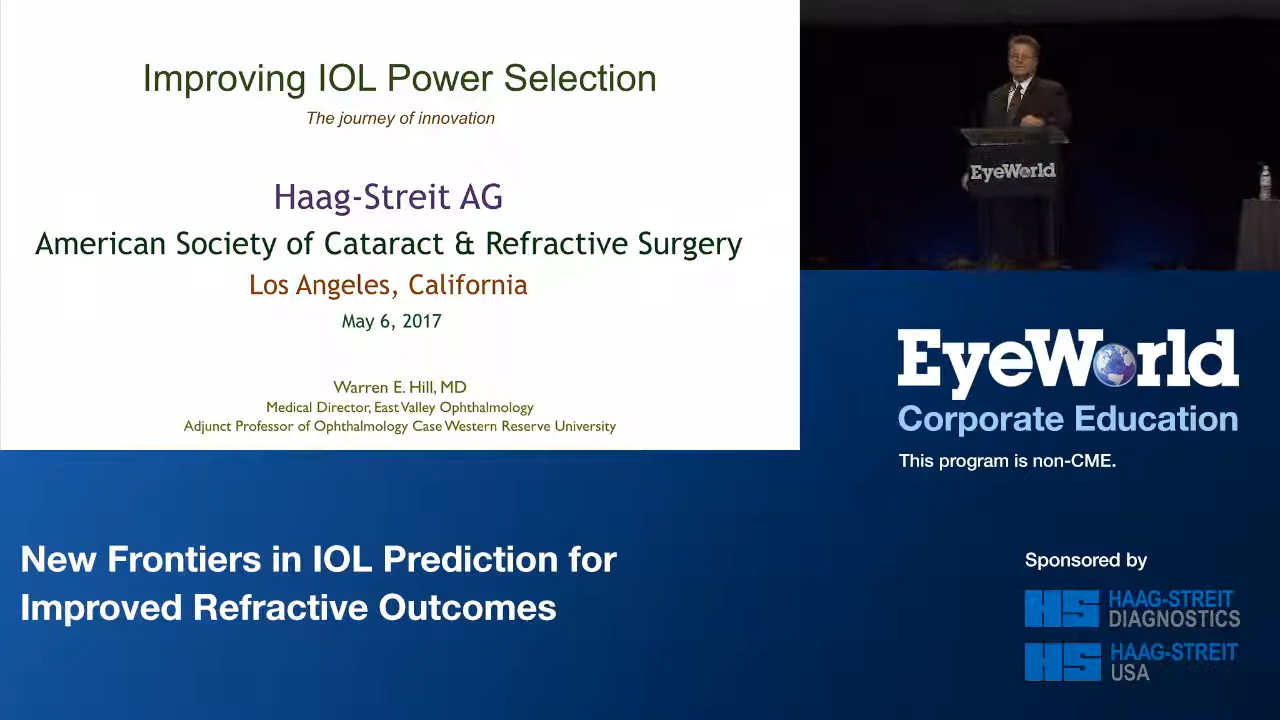 Improving IOL Power Selection
The journey of innovation
Haag-Streit AG
American Society of Cataract & Refractive Surgery
Los Angeles, California
May 6, 2017
Warren E. Hill, MD
Medical Director, East Valley Ophthalmology
Adjunct Professor of Ophthalmology Case Western Reserve University
EyeWorld
EyeWorld
Corporate Education
This program is non-CME.
New Frontiers in IOL Prediction for
Improved Refractive Outcomes
Sponsored by
HS HAAG-STREIT
DIAGNOSTICS
HS HAAG-STREIT
USA